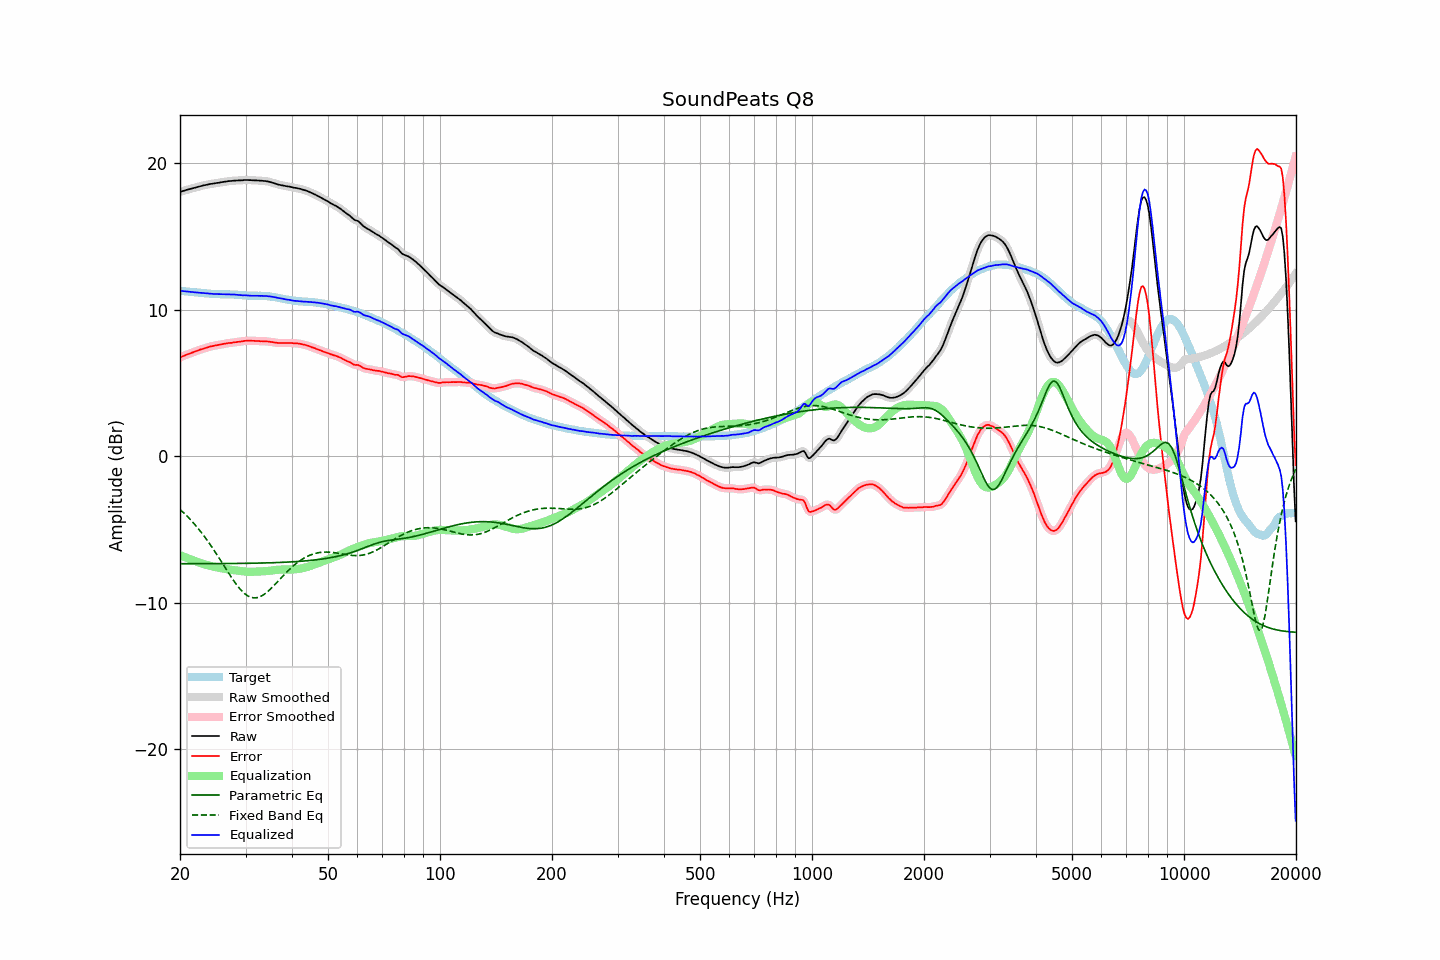 SoundPeats Q8
Amplitude (dBr)
20
10
0
−10
−20
Target
Raw Smoothed
Error Smoothed
Raw
Error
Equalization
Parametric Eq
Fixed Band Eq
Equalized
20 50 100 200 500 1000 2000 5000 10000 20000
Frequency (Hz)